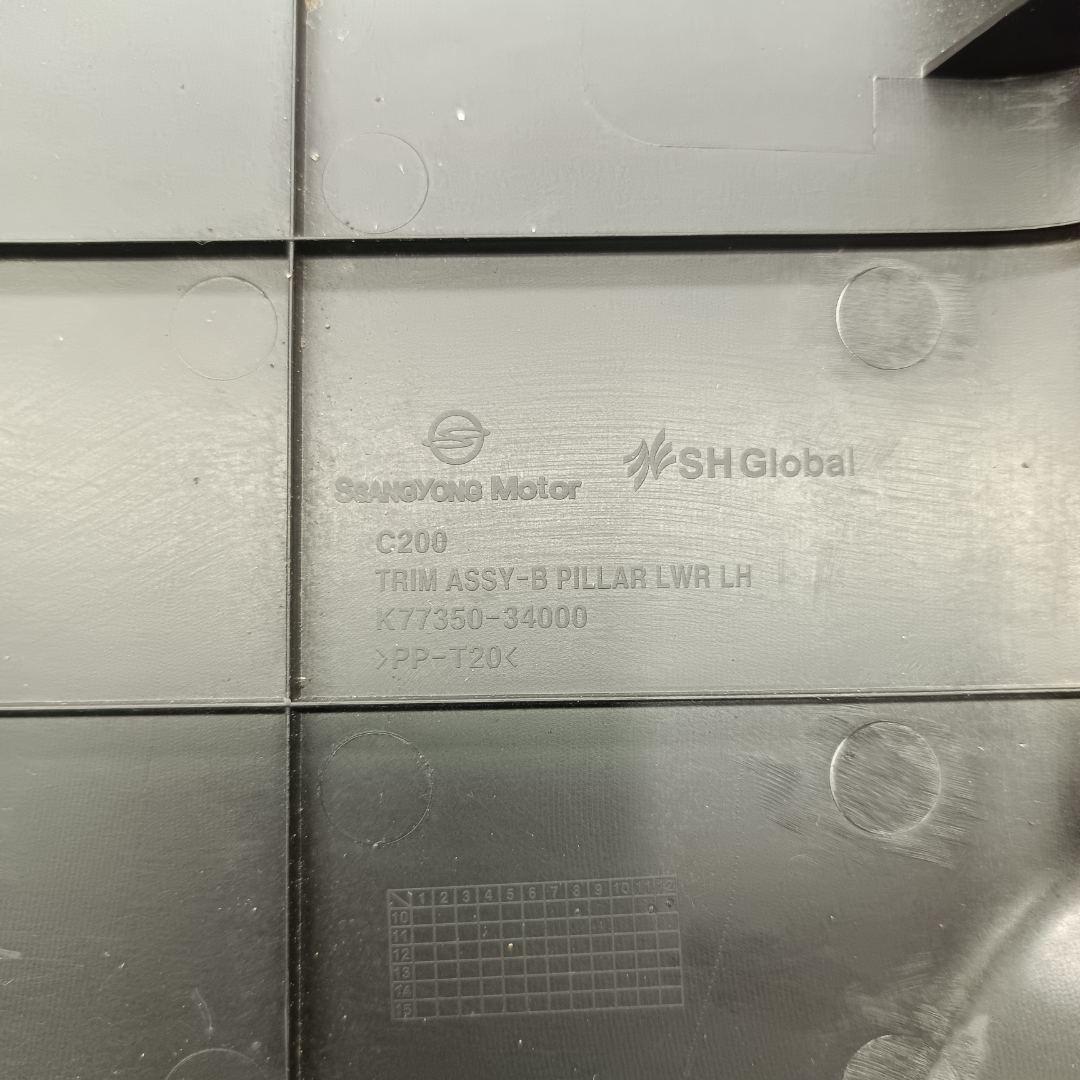 SSANGYONG Motor
SH Global
C200
TRIM ASSY-B PILLAR LWR LH
K77350-34000
>PP-T20<
1 2 3 4 5 6 7 8 9 10 11 12
10
11
12
13
14
15